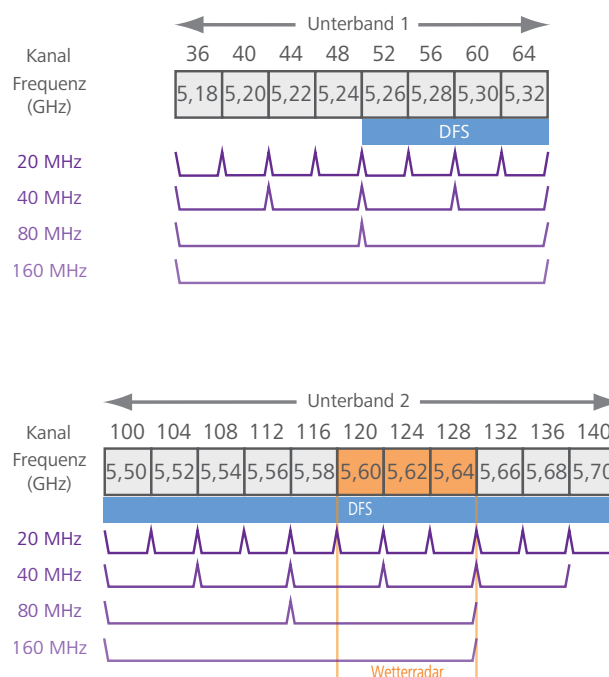 Unterband 1
Kanal 36 40 44 48 52 56 60 64
Frequenz (GHz) 5,18 5,20 5,22 5,24 5,26 5,28 5,30 5,32
DFS
20 MHz
40 MHz
80 MHz
160 MHz
Unterband 2
Kanal 100 104 108 112 116 120 124 128 132 136 140
Frequenz (GHz) 5,50 5,52 5,54 5,56 5,58 5,60 5,62 5,64 5,66 5,68 5,70
DFS
20 MHz
40 MHz
80 MHz
160 MHz
Wetterradar